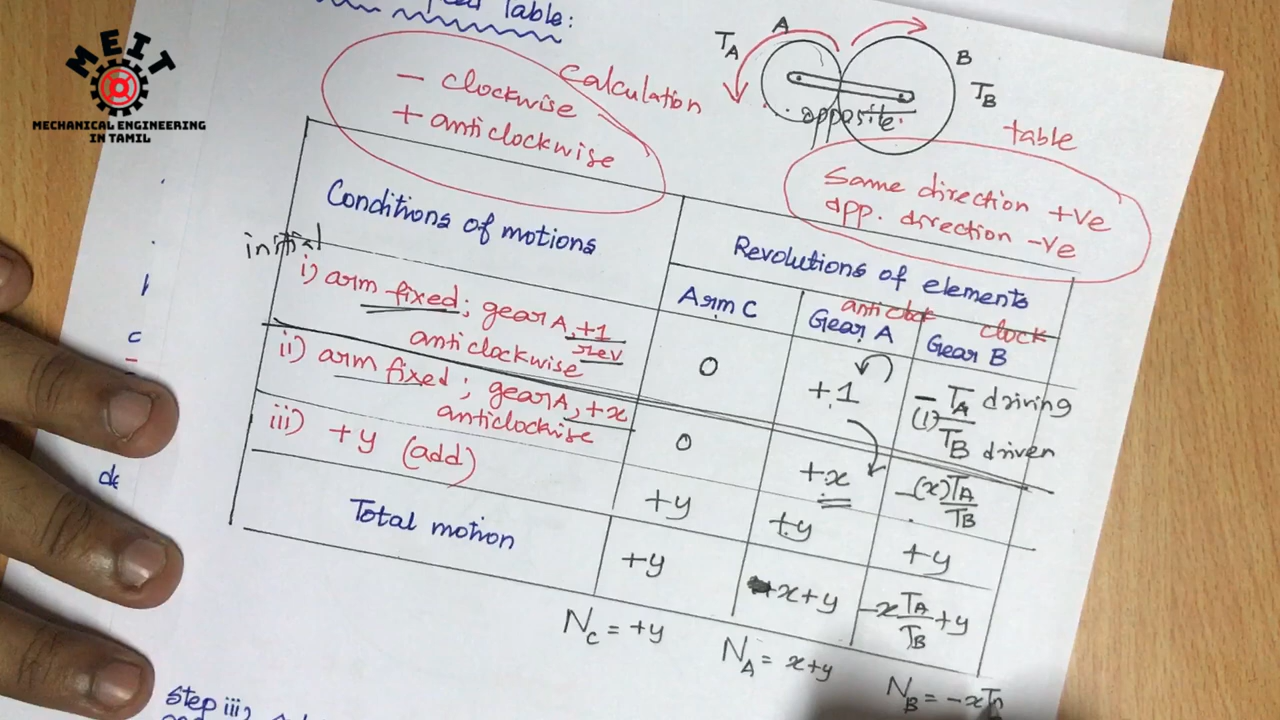 Table:
MEIT
MECHANICAL ENGINEERING
IN TAMIL
A
TA
B
TB
opposite
calculation
- clockwise
+ anticlockwise
table
Same direction +ve
opp. direction -ve
Conditions of motions
Revolutions of elements
initial
Arm C
anticlock
Gear A
clock
Gear B
i) arm fixed; gear A, +1 rev
anticlockwise
0
+1
- (1) TA/TB
driving
driven
ii) arm fixed; gear A, +x
anticlockwise
0
+x
-(x) TA/TB
iii) +y (add)
+y
+y
+y
Total motion
+y
+x+y
-x TA/TB +y
NC = +y
NA = x+y
NB = -x
Step iii,